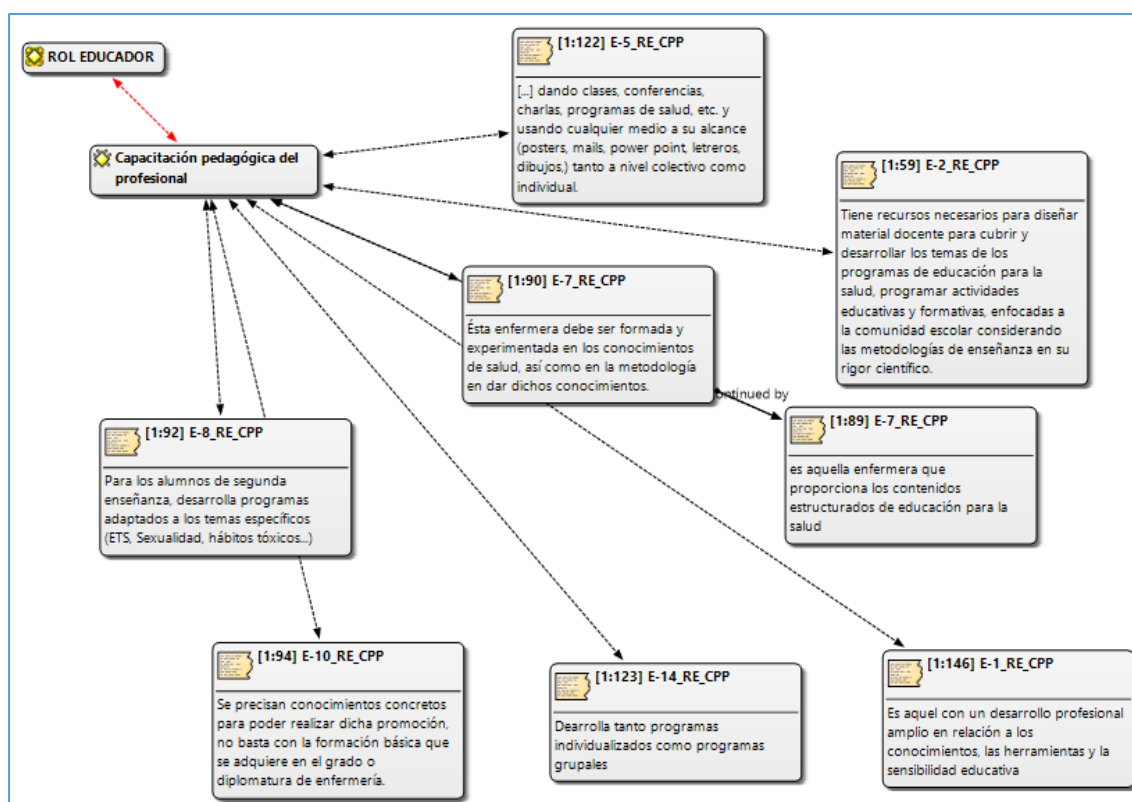 ROL EDUCADOR
Capacitación pedagógica del
profesional
[1:122] E-5_RE_CPP
[...] dando clases, conferencias,
charlas, programas de salud, etc. y
usando cualquier medio a su alcance
(posters, mails, power point, letreros,
dibujos,) tanto a nivel colectivo como
individual.
[1:59] E-2_RE_CPP
Tiene recursos necesarios para diseñar
material docente para cubrir y
desarrollar los temas de los
programas de educación para la
salud, programar actividades
educativas y formativas, enfocadas a
la comunidad escolar considerando
las metodologías de enseñanza en su
rigor científico.
[1:90] E-7_RE_CPP
Ésta enfermera debe ser formada y
experimentada en los conocimientos
de salud, así como en la metodología
en dar dichos conocimientos.
ontinued by
[1:89] E-7_RE_CPP
es aquella enfermera que
proporciona los contenidos
estructurados de educación para la
salud
[1:92] E-8_RE_CPP
Para los alumnos de segunda
enseñanza, desarrolla programas
adaptados a los temas específicos
(ETS, Sexualidad, hábitos tóxicos...)
[1:94] E-10_RE_CPP
Se precisan conocimientos concretos
para poder realizar dicha promoción,
no basta con la formación básica que
se adquiere en el grado o
diplomatura de enfermería.
[1:123] E-14_RE_CPP
Dearrolla tanto programas
individualizados como programas
grupales
[1:146] E-1_RE_CPP
Es aquel con un desarrollo profesional
amplio en relación a los
conocimientos, las herramientas y la
sensibilidad educativa